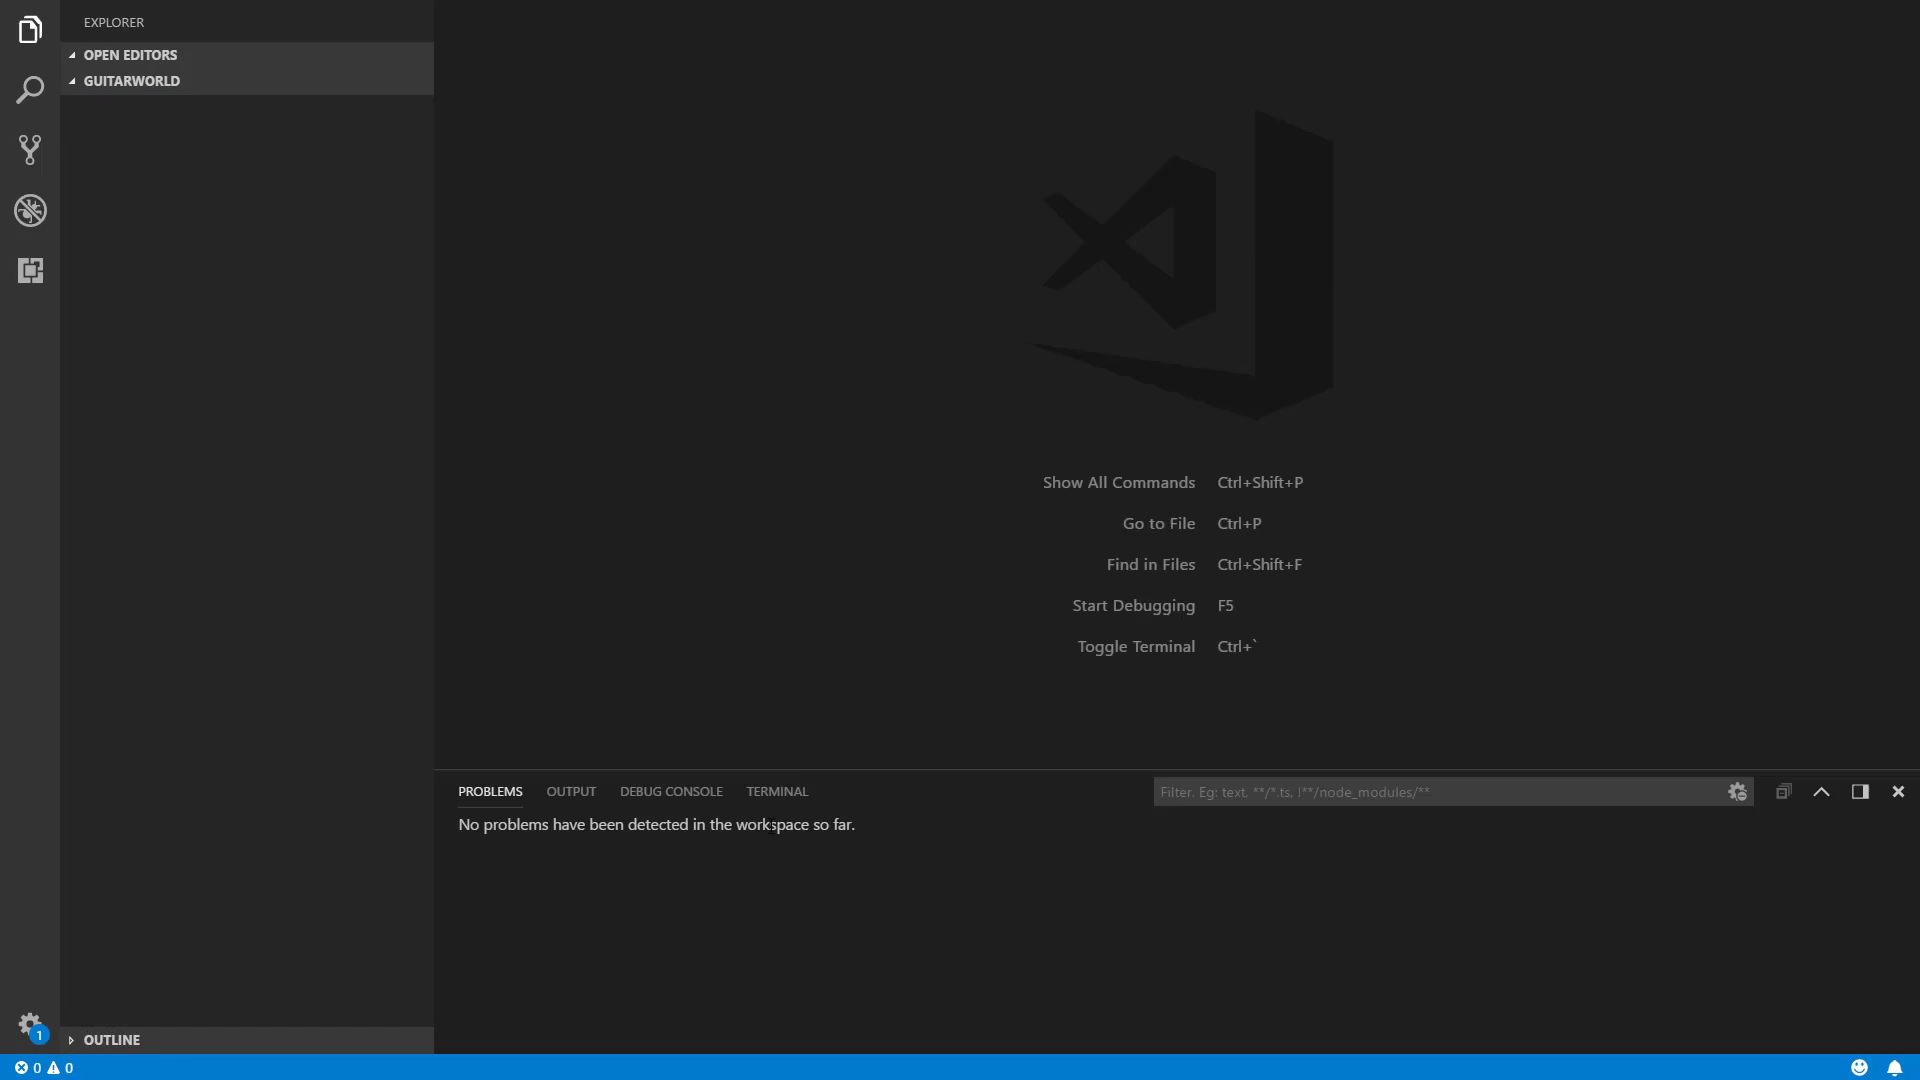 EXPLORER
OPEN EDITORS
GUITARWORLD
Show All Commands Ctrl+Shift+P
Go to File Ctrl+P
Find in Files Ctrl+Shift+F
Start Debugging F5
Toggle Terminal Ctrl+`
PROBLEMS OUTPUT DEBUG CONSOLE TERMINAL Filter. Eg: text, **/*.ts, !**/node_modules/**
No problems have been detected in the workspace so far.
1
OUTLINE
0 0